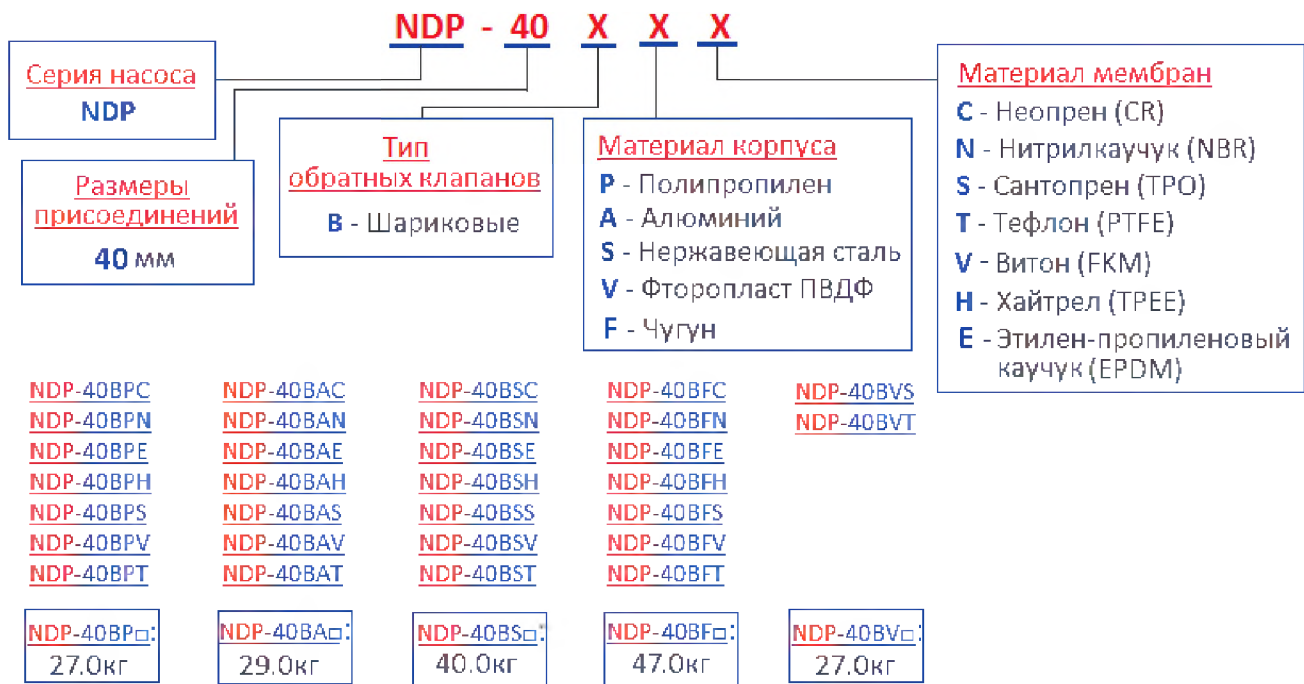 NDP - 40 X X X
Серия насоса
NDP
Размеры
присоединений
40 мм
Тип
обратных клапанов
B - Шариковые
Материал корпуса
P - Полипропилен
A - Алюминий
S - Нержавеющая сталь
V - Фторопласт ПВДФ
F - Чугун
Материал мембран
C - Неопрен (CR)
N - Нитрилкаучук (NBR)
S - Сантопрен (TPO)
T - Тефлон (PTFE)
V - Витон (FKM)
H - Хайтрел (TPEE)
E - Этилен-пропиленовый
каучук (EPDM)
NDP-40BPC NDP-40BAC NDP-40BSC NDP-40BFC NDP-40BVS
NDP-40BPN NDP-40BAN NDP-40BSN NDP-40BFN NDP-40BVT
NDP-40BPE NDP-40BAE NDP-40BSE NDP-40BFE
NDP-40BPH NDP-40BAH NDP-40BSH NDP-40BFH
NDP-40BPS NDP-40BAS NDP-40BSS NDP-40BFS
NDP-40BPV NDP-40BAV NDP-40BSV NDP-40BFV
NDP-40BPT NDP-40BAT NDP-40BST NDP-40BFT
NDP-40BP□: NDP-40BA□: NDP-40BS□: NDP-40BF□: NDP-40BV□:
27.0кг 29.0кг 40.0кг 47.0кг 27.0кг